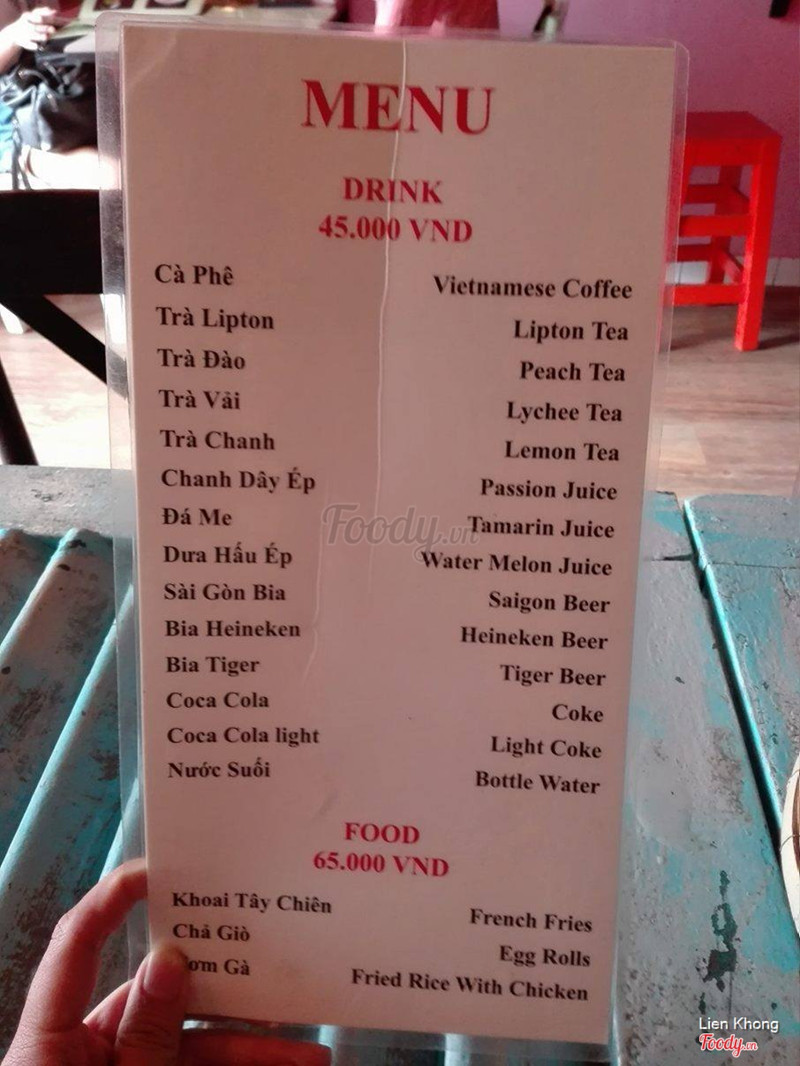 MENU
DRINK
45.000 VND
Cà Phê Vietnamese Coffee
Trà Lipton Lipton Tea
Trà Đào Peach Tea
Trà Vải Lychee Tea
Trà Chanh Lemon Tea
Chanh Dây Ép Passion Juice
Đá Me Tamarin Juice
Dưa Hấu Ép Water Melon Juice
Sài Gòn Bia Saigon Beer
Bia Heineken Heineken Beer
Bia Tiger Tiger Beer
Coca Cola Coke
Coca Cola light Light Coke
Nước Suối Bottle Water
FOOD
65.000 VND
Khoai Tây Chiên French Fries
Chả Giò Egg Rolls
Gà Fried Rice With Chicken
Foody.vn
Lien Khong
Foody.vn